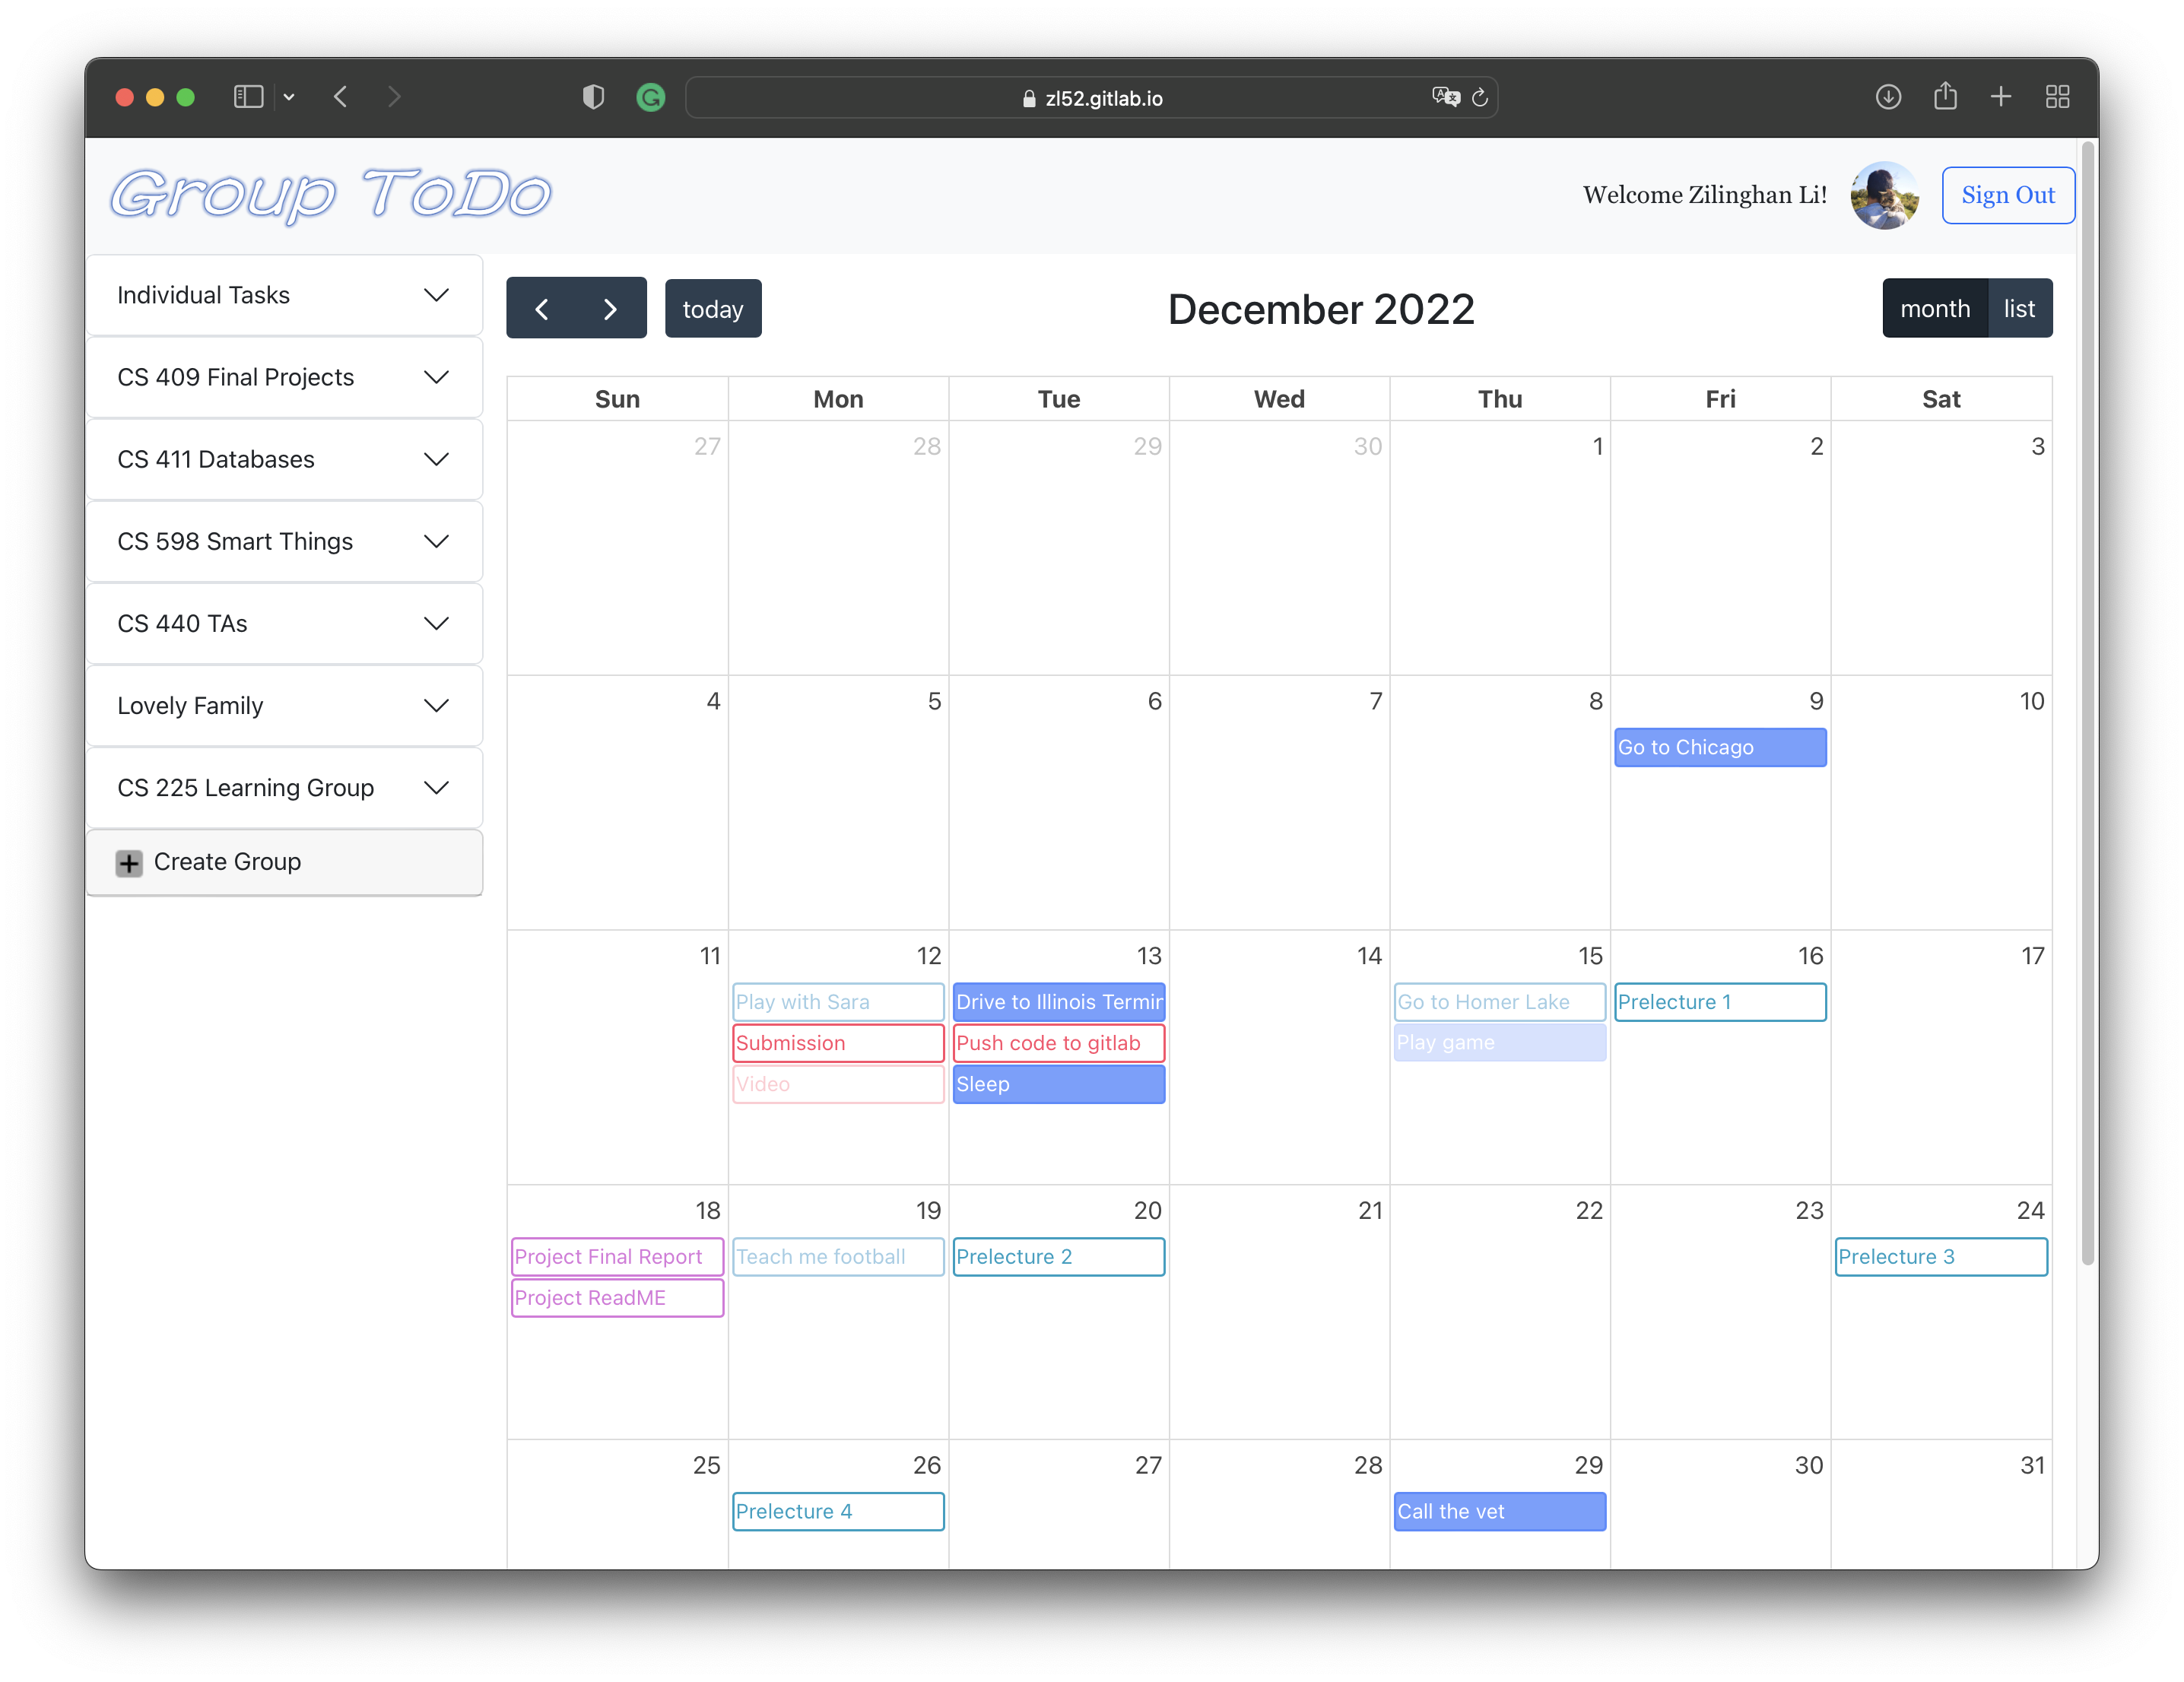 zl52.gitlab.io
Group ToDo
Welcome Zilinghan Li!
Sign Out
Individual Tasks
CS 409 Final Projects
CS 411 Databases
CS 598 Smart Things
CS 440 TAs
Lovely Family
CS 225 Learning Group
Create Group
today
December 2022
month list
Sun Mon Tue Wed Thu Fri Sat
27 28 29 30 1 2 3
4 5 6 7 8 9 10
Go to Chicago
11 12 13 14 15 16 17
Play with Sara Drive to Illinois Termin Go to Homer Lake Prelecture 1
Submission Push code to gitlab Play game
Video Sleep
18 19 20 21 22 23 24
Project Final Report Teach me football Prelecture 2 Prelecture 3
Project ReadME
25 26 27 28 29 30 31
Prelecture 4 Call the vet